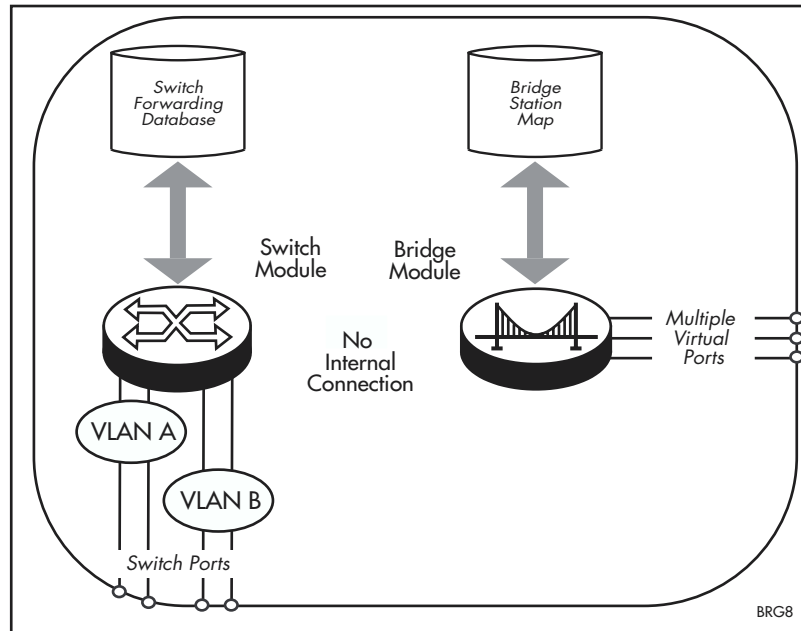 Switch
Forwarding
Database
Bridge
Station
Map
Switch
Module
Bridge
Module
No
Internal
Connection
Multiple
Virtual
Ports
VLAN A
VLAN B
Switch Ports
BRG8